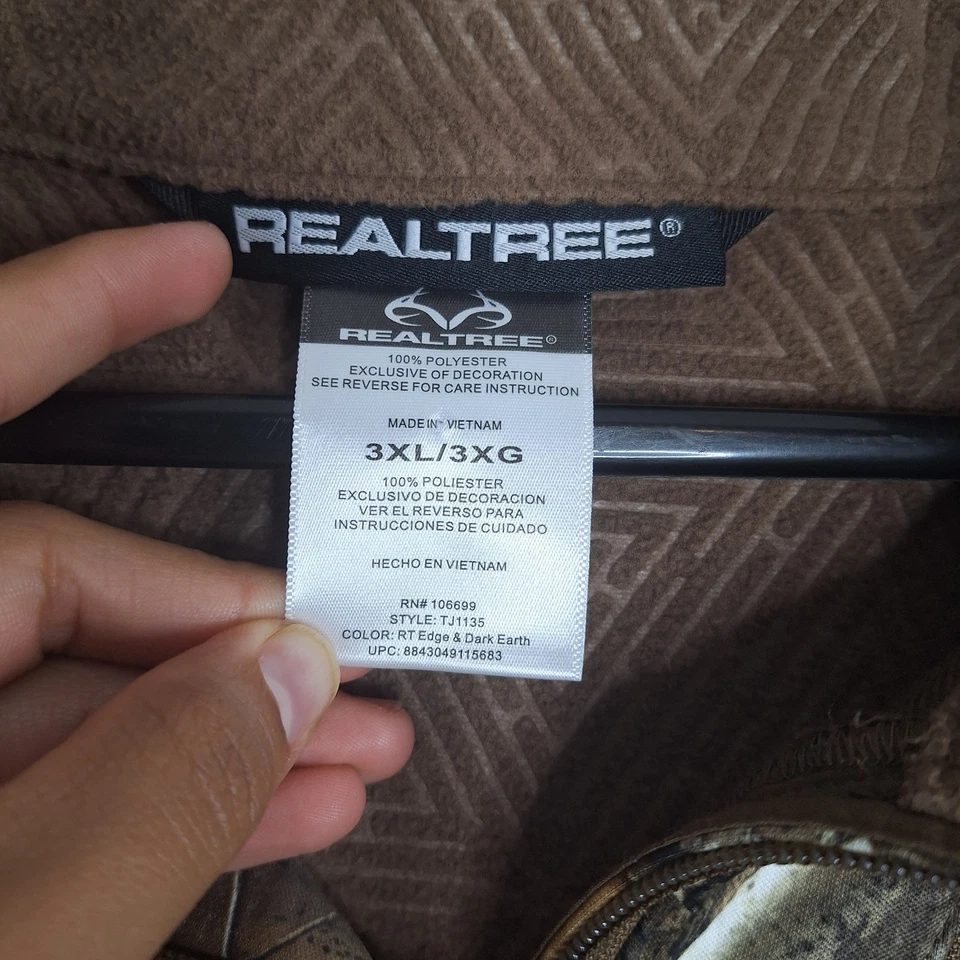 REALTREE®
REALTREE®
100% POLYESTER
EXCLUSIVE OF DECORATION
SEE REVERSE FOR CARE INSTRUCTION
MADE IN VIETNAM
3XL/3XG
100% POLIESTER
EXCLUSIVO DE DECORACION
VER EL REVERSO PARA
INSTRUCCIONES DE CUIDADO
HECHO EN VIETNAM
RN# 106699
STYLE: TJ1135
COLOR: RT Edge & Dark Earth
UPC: 8843049115683